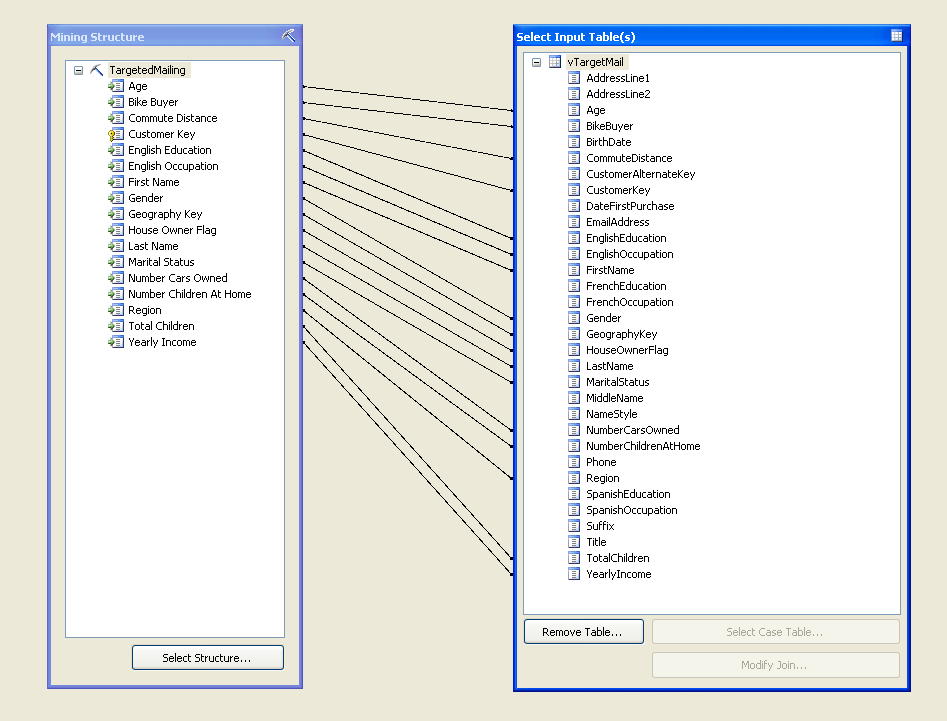 Mining Structure
TargetedMailing
Age
Bike Buyer
Commute Distance
Customer Key
English Education
English Occupation
First Name
Gender
Geography Key
House Owner Flag
Last Name
Marital Status
Number Cars Owned
Number Children At Home
Region
Total Children
Yearly Income
Select Structure...
Select Input Table(s)
vTargetMail
AddressLine1
AddressLine2
Age
BikeBuyer
BirthDate
CommuteDistance
CustomerAlternateKey
CustomerKey
DateFirstPurchase
EmailAddress
EnglishEducation
EnglishOccupation
FirstName
FrenchEducation
FrenchOccupation
Gender
GeographyKey
HouseOwnerFlag
LastName
MaritalStatus
MiddleName
NameStyle
NumberCarsOwned
NumberChildrenAtHome
Phone
Region
SpanishEducation
SpanishOccupation
Suffix
Title
TotalChildren
YearlyIncome
Remove Table...
Select Case Table...
Modify Join...